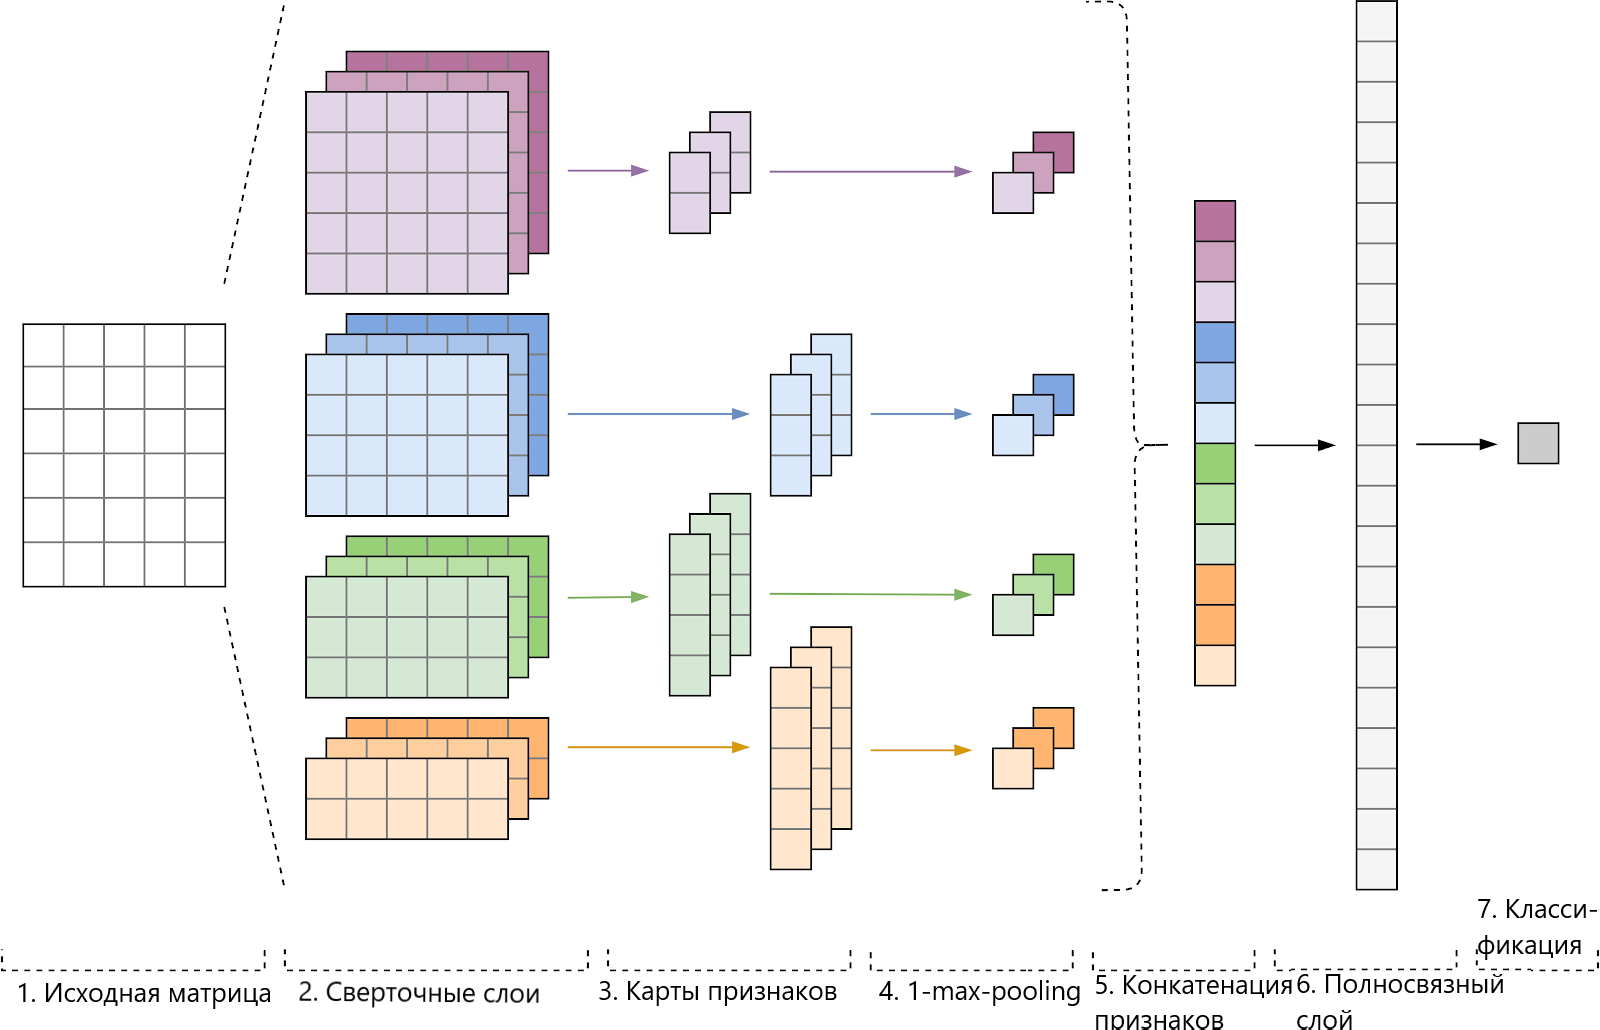 1. Исходная матрица
2. Сверточные слои
3. Карты признаков
4. 1-max-pooling
5. Конкатенация
признаков
6. Полносвязный
слой
7. Класси-
фикация